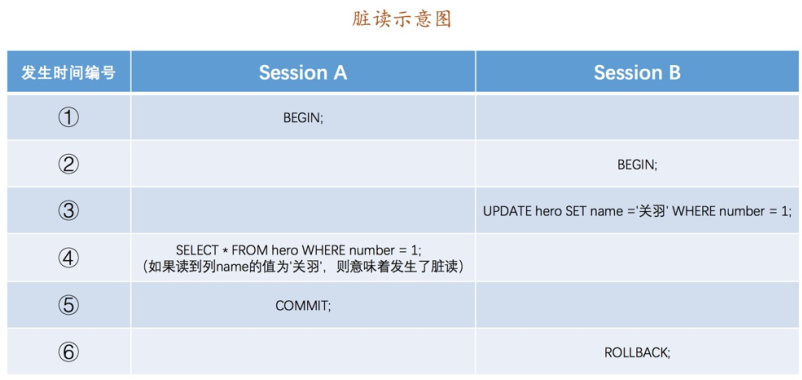 脏读示意图
发生时间编号 Session A Session B
① BEGIN;
② BEGIN;
③ UPDATE hero SET name ='关羽' WHERE number = 1;
④ SELECT * FROM hero WHERE number = 1;
（如果读到列name的值为'关羽'，则意味着发生了脏读）
⑤ COMMIT;
⑥ ROLLBACK;